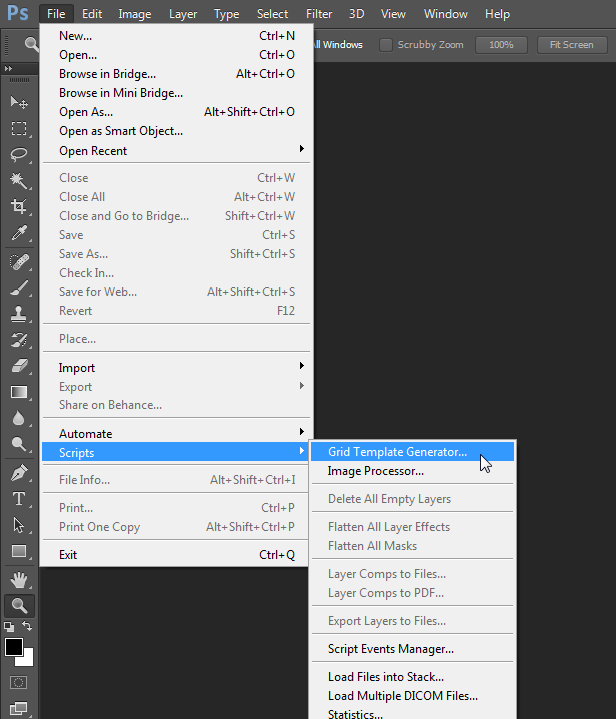 Ps File Edit Image Layer Type Select Filter 3D View Window Help
All Windows Scrubby Zoom 100% Fit Screen
New... Ctrl+N
Open... Ctrl+O
Browse in Bridge... Alt+Ctrl+O
Browse in Mini Bridge...
Open As... Alt+Shift+Ctrl+O
Open as Smart Object...
Open Recent
Close Ctrl+W
Close All Alt+Ctrl+W
Close and Go to Bridge... Shift+Ctrl+W
Save Ctrl+S
Save As... Shift+Ctrl+S
Check In...
Save for Web... Alt+Shift+Ctrl+S
Revert F12
Place...
Import
Export
Share on Behance...
Automate
Scripts
File Info... Alt+Shift+Ctrl+I
Print... Ctrl+P
Print One Copy Alt+Shift+Ctrl+P
Exit Ctrl+Q
Grid Template Generator...
Image Processor...
Delete All Empty Layers
Flatten All Layer Effects
Flatten All Masks
Layer Comps to Files...
Layer Comps to PDF...
Export Layers to Files...
Script Events Manager...
Load Files into Stack...
Load Multiple DICOM Files...
Statistics...